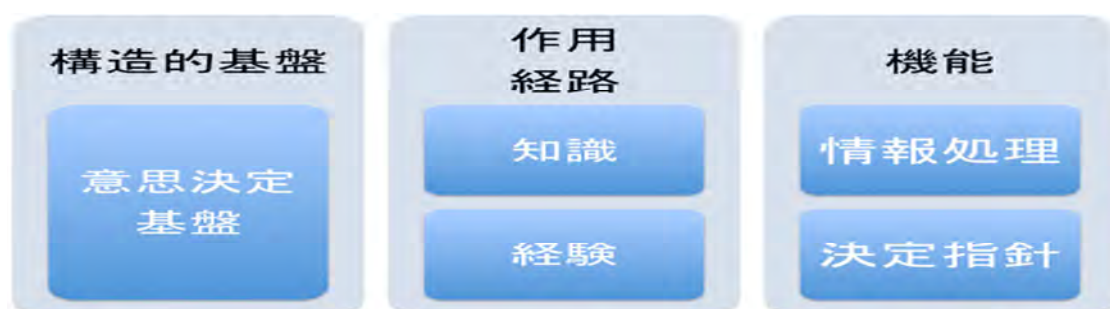 構造的基盤
意思決定
基盤
作用
経路
知識
経験
機能
情報処理
決定指針